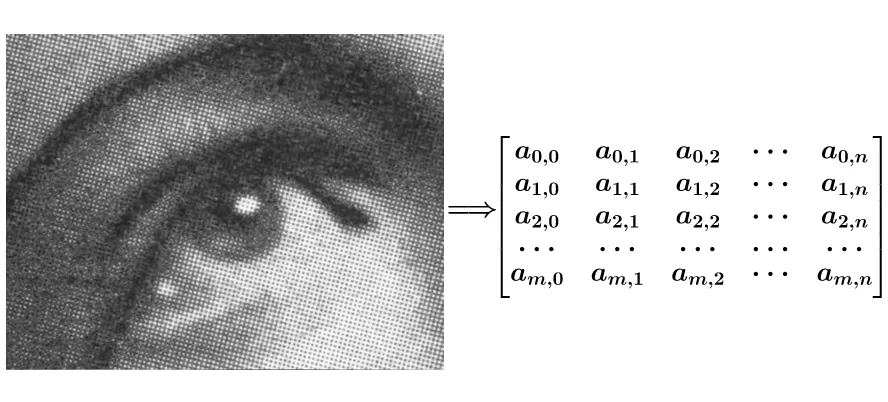 ⟹
a0,0 a0,1 a0,2 ··· a0,n
a1,0 a1,1 a1,2 ··· a1,n
a2,0 a2,1 a2,2 ··· a2,n
··· ··· ··· ··· ···
am,0 am,1 am,2 ··· am,n